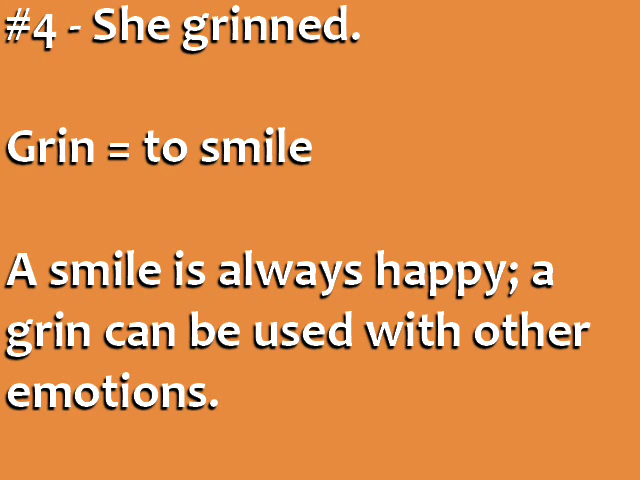 #4 - She grinned.
Grin = to smile
A smile is always happy; a
grin can be used with other
emotions.